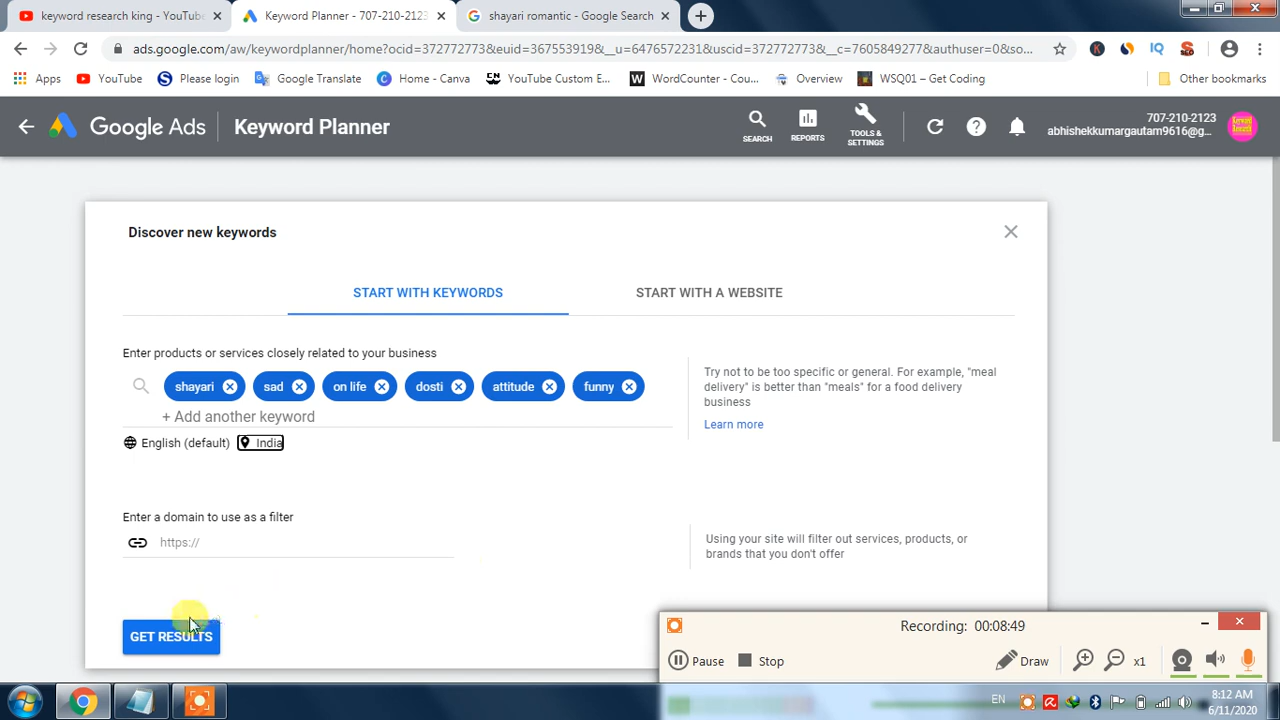 keyword research king - YouTube
Keyword Planner - 707-210-2123
shayari romantic - Google Search
ads.google.com/aw/keywordplanner/home?ocid=372772773&euid=367553919&__u=6476572231&uscid=372772773&__c=7605849277&authuser=0&so...
Apps
YouTube
Please login
Google Translate
Home - Canva
YouTube Custom E...
WordCounter - Cou...
Overview
WSQ01 – Get Coding
Other bookmarks
Google Ads
Keyword Planner
SEARCH
REPORTS
TOOLS &
SETTINGS
707-210-2123
abhishekkumargautam9616@g...
Discover new keywords
START WITH KEYWORDS
START WITH A WEBSITE
Enter products or services closely related to your business
shayari
sad
on life
dosti
attitude
funny
+ Add another keyword
English (default)
India
Try not to be too specific or general. For example, "meal
delivery" is better than "meals" for a food delivery
business
Learn more
Enter a domain to use as a filter
https://
Using your site will filter out services, products, or
brands that you don't offer
GET RESULTS
Recording: 00:08:49
Pause
Stop
Draw
x1
EN
8:12 AM
6/11/2020